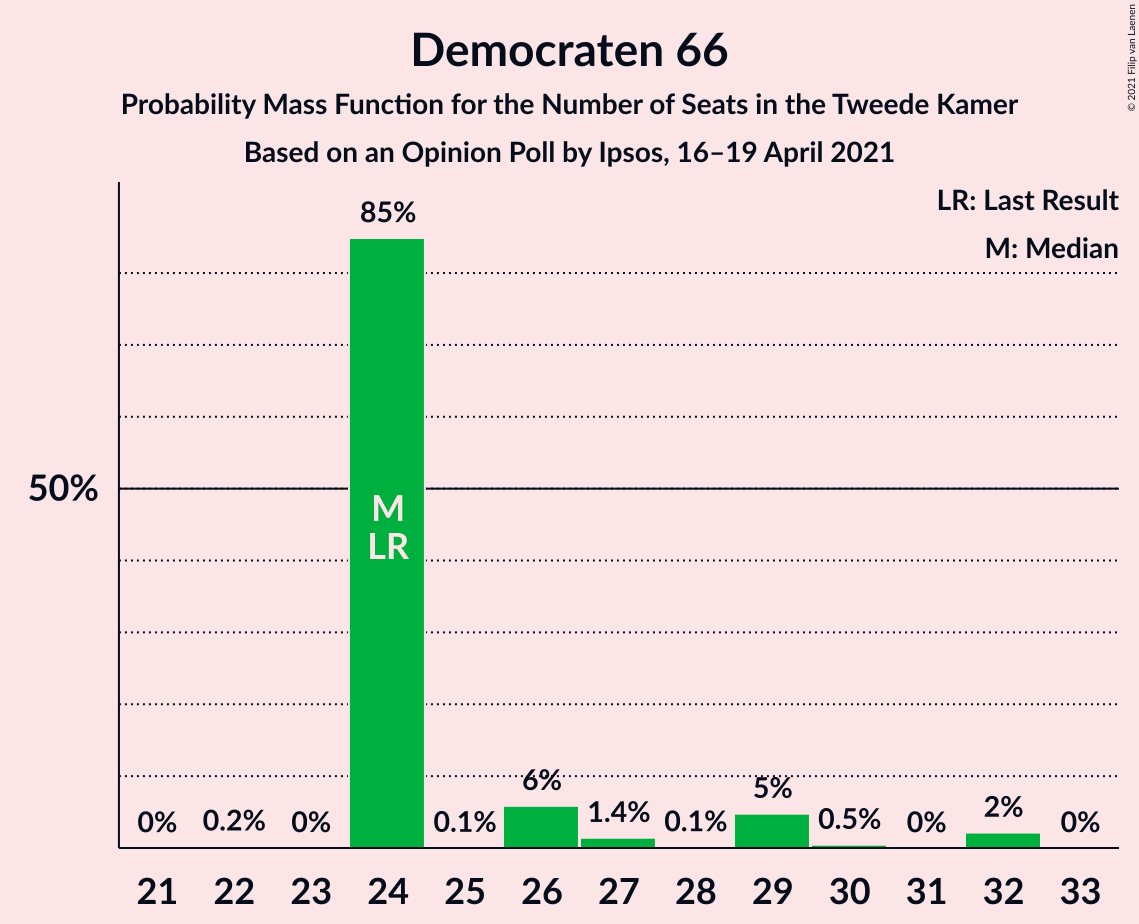 Democraten 66
Probability Mass Function for the Number of Seats in the Tweede Kamer
Based on an Opinion Poll by Ipsos, 16–19 April 2021
© 2021 Filip van Laenen
LR: Last Result
M: Median
85%
50%
M
LR
0%
0.2%
0%
0.1%
6%
1.4%
0.1%
5%
0.5%
0%
2%
0%
21 22 23 24 25 26 27 28 29 30 31 32 33